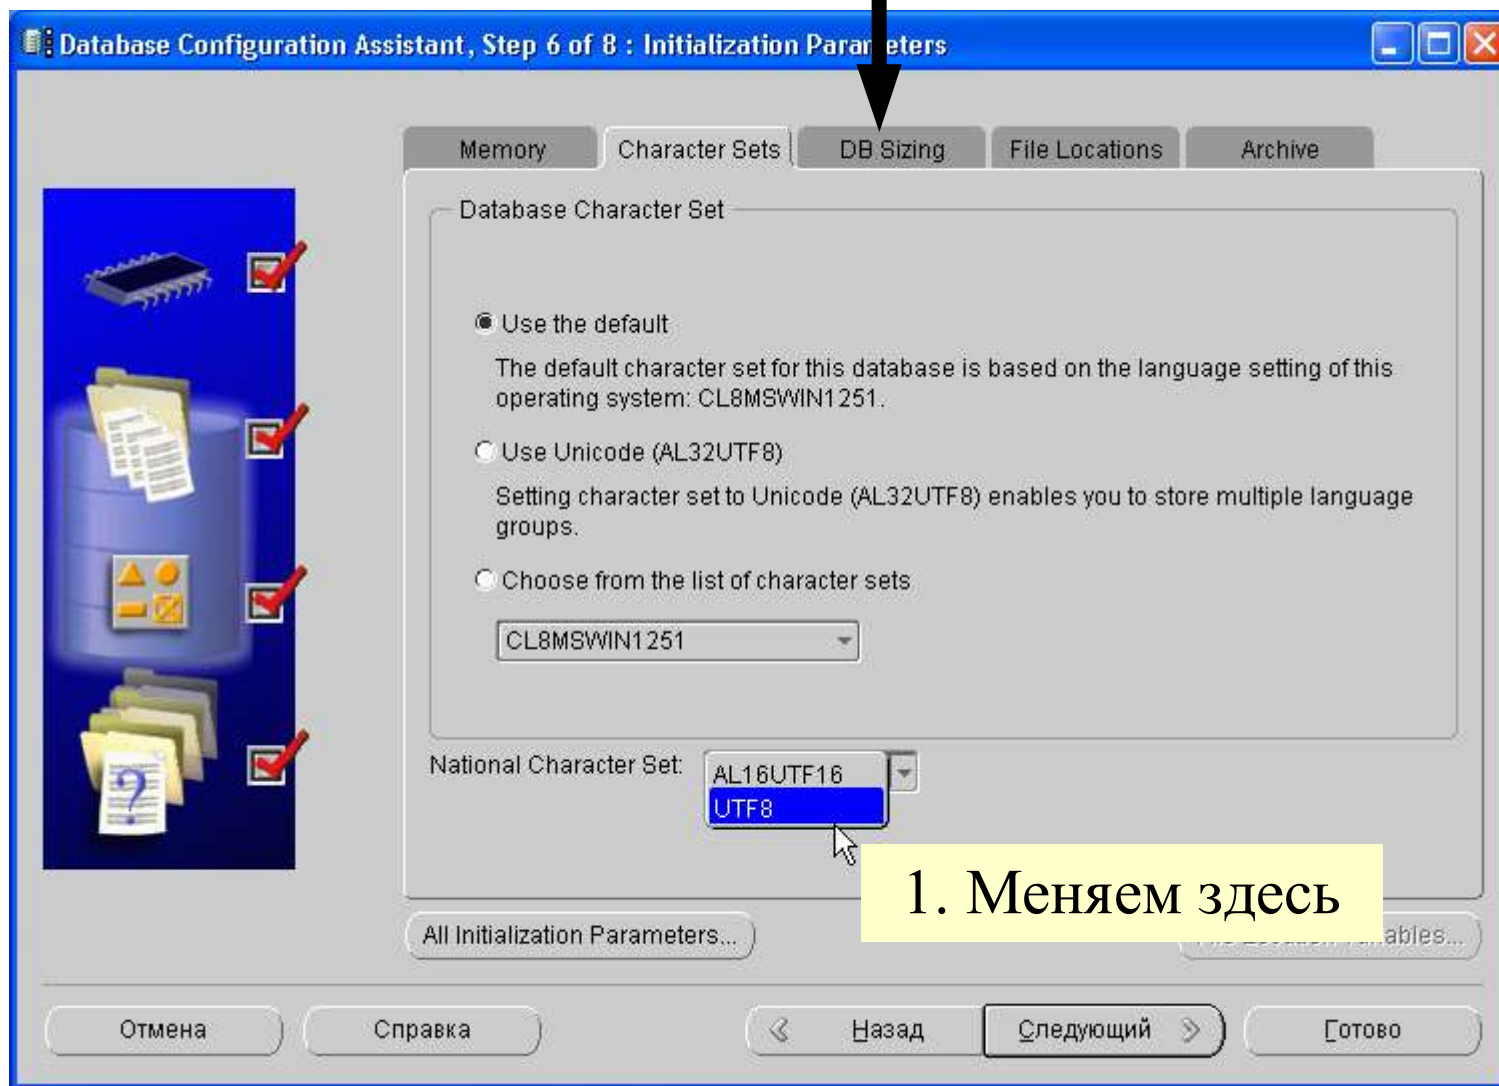 Database Configuration Assistant, Step 6 of 8 : Initialization Parameters
Memory Character Sets DB Sizing File Locations Archive
Database Character Set
Use the default
The default character set for this database is based on the language setting of this
operating system: CL8MSWIN1251.
Use Unicode (AL32UTF8)
Setting character set to Unicode (AL32UTF8) enables you to store multiple language
groups.
Choose from the list of character sets
CL8MSWIN1251
National Character Set:
AL16UTF16
UTF8
1. Меняем здесь
All Initialization Parameters...
Отмена Справка Назад Следующий Готово